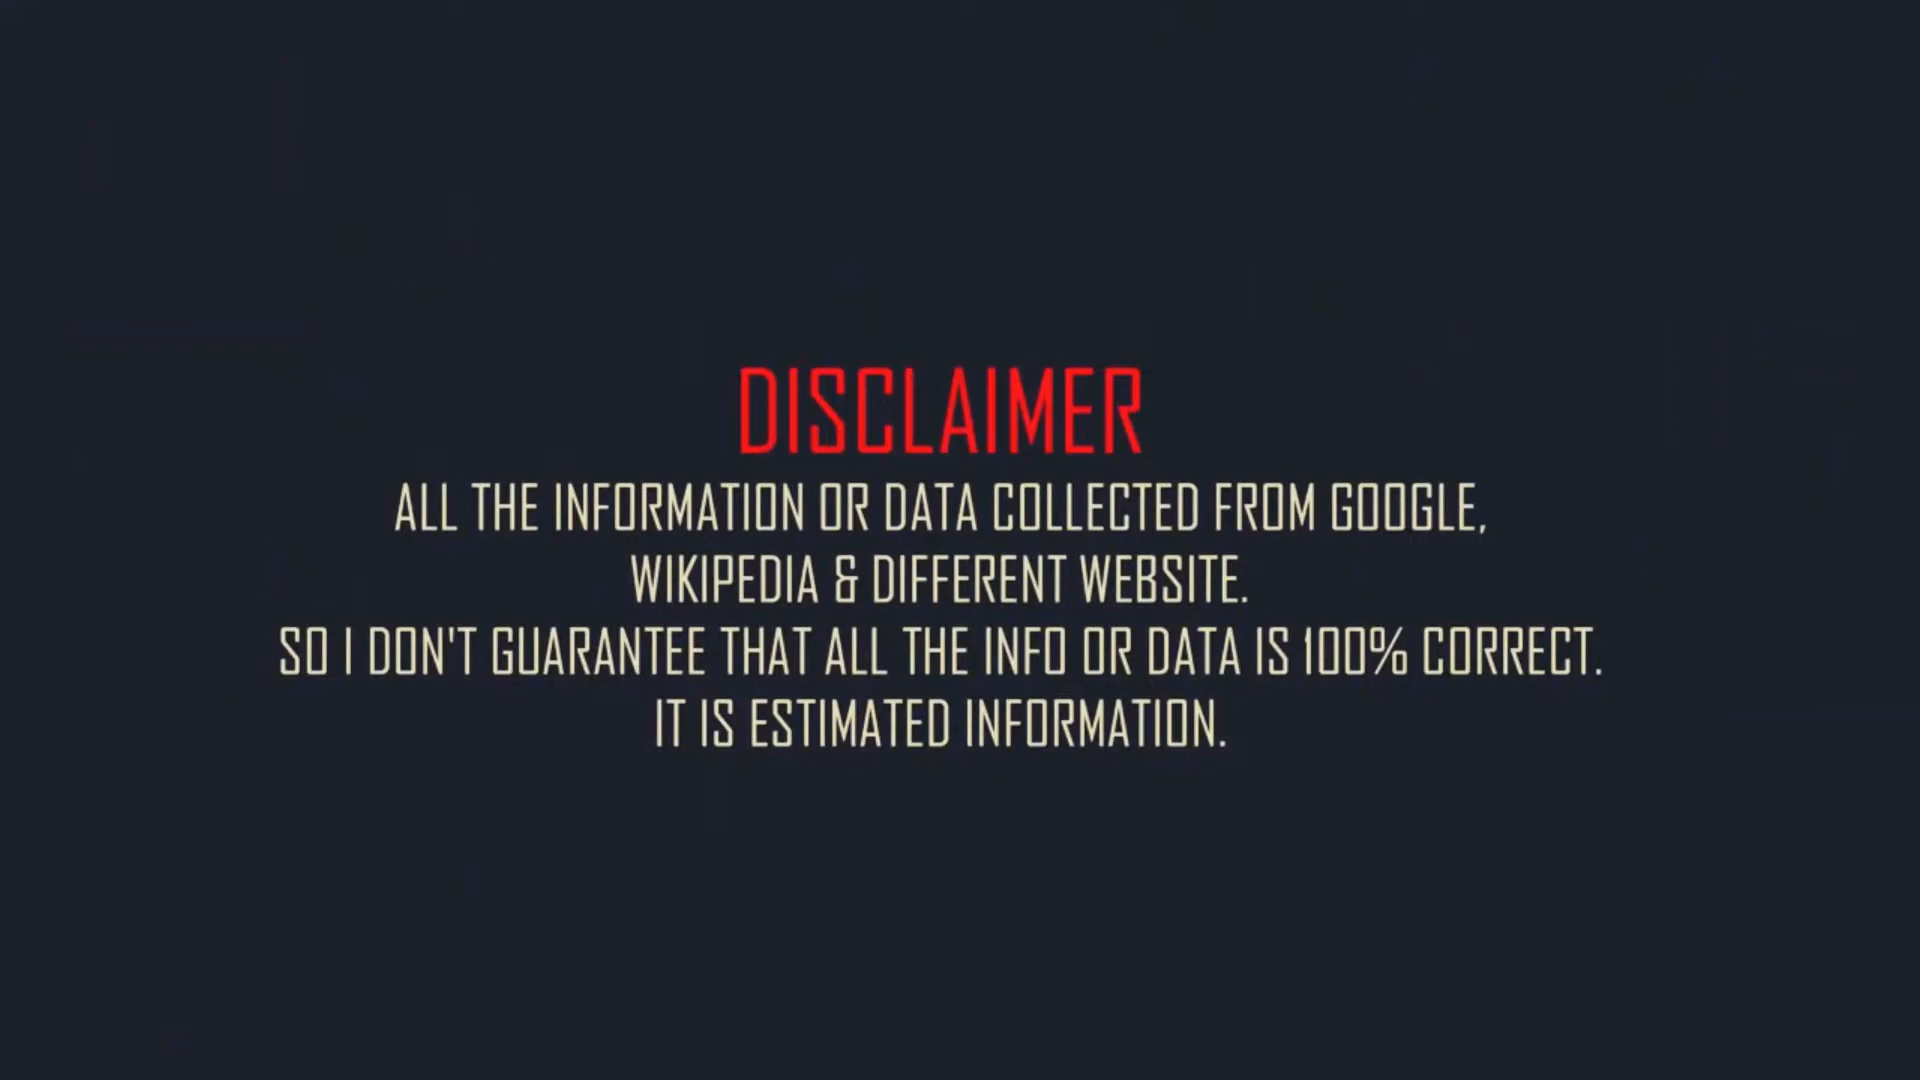 DISCLAIMER
ALL THE INFORMATION OR DATA COLLECTED FROM GOOGLE,
WIKIPEDIA & DIFFERENT WEBSITE.
SO I DON'T GUARANTEE THAT ALL THE INFO OR DATA IS 100% CORRECT.
IT IS ESTIMATED INFORMATION.